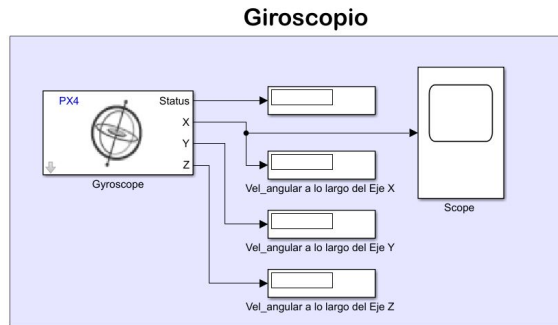 Giroscopio
PX4
Status
X
Y
Z
Gyroscope
Vel_angular a lo largo del Eje X
Scope
Vel_angular a lo largo del Eje Y
Vel_angular a lo largo del Eje Z